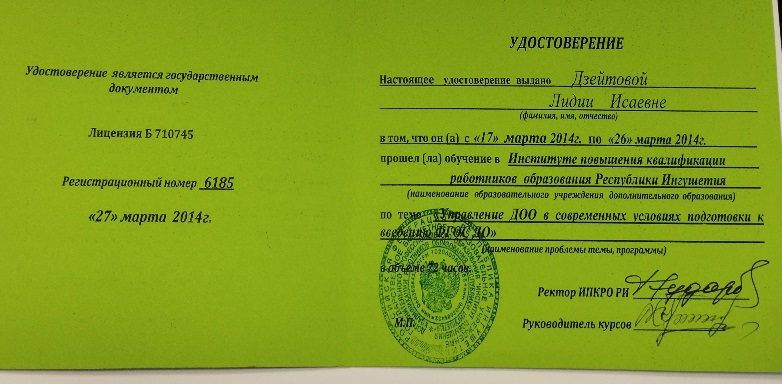 Удостоверение является государственным
документом
Лицензия Б 710745
Регистрационный номер 6185
«27» марта 2014г.
УДОСТОВЕРЕНИЕ
Настоящее удостоверение выдано Дзейтовой
Лидии Исаевне
(фамилия, имя, отчество)
в том, что он (а) с «17» марта 2014г. по «26» марта 2014г.
прошел (ла) обучение в Институте повышения квалификации
работников образования Республики Ингушетия
(наименование образовательного учреждения дополнительного образования)
по теме «Управление ДОО в современных условиях подготовки к
введению ФГОС ДО»
(наименование проблемы темы, программы)
в объеме 72 часов.
Ректор ИПКРО РИ
Руководитель курсов
М.П.